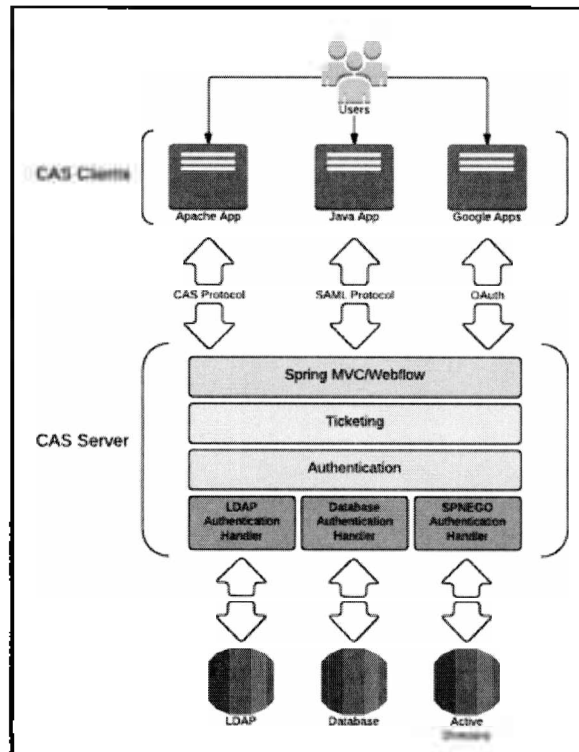 Users
CAS Clients
Apache App
Java App
Google Apps
CAS Protocol
SAML Protocol
OAuth
CAS Server
Spring MVC/Webflow
Ticketing
Authentication
LDAP
Authentication
Handler
Database
Authentication
Handler
SPNEGO
Authentication
Handler
LDAP
Database
Active